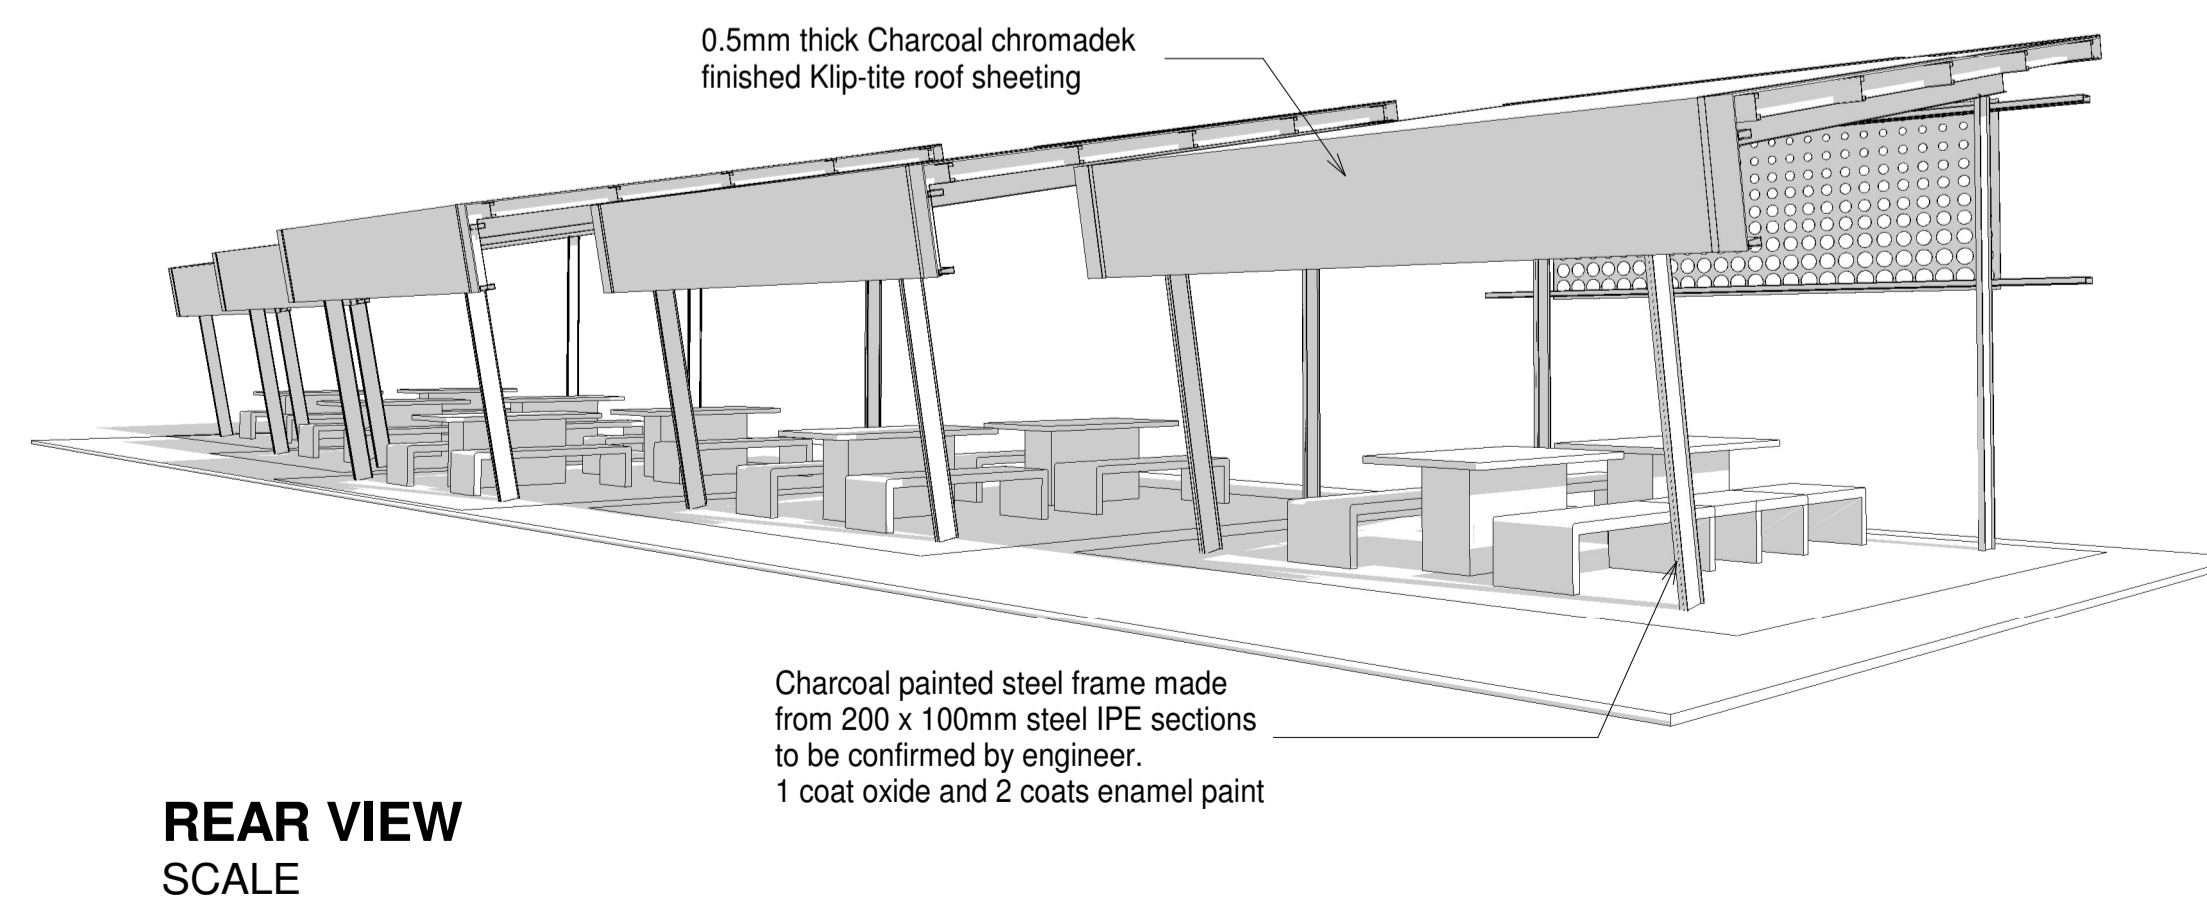 0.5mm thick Charcoal chromadek
finished Klip-tite roof sheeting
Charcoal painted steel frame made
from 200 x 100mm steel IPE sections
to be confirmed by engineer.
1 coat oxide and 2 coats enamel paint
REAR VIEW
SCALE